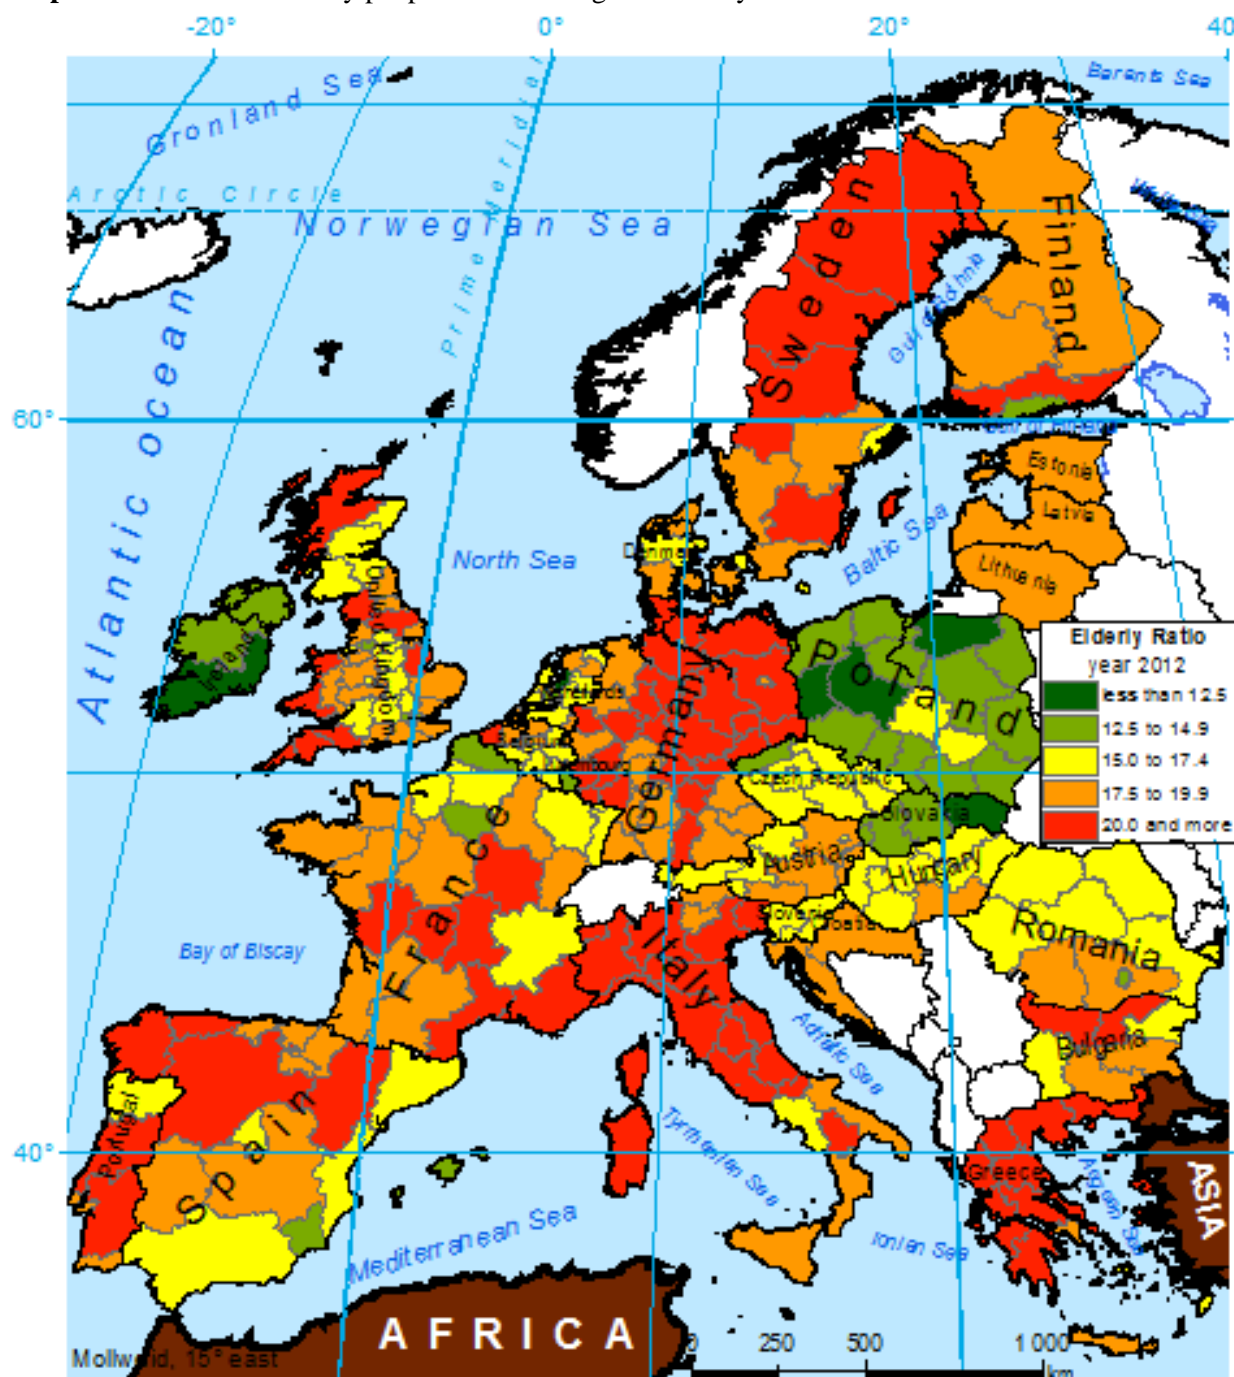 -20° 0° 20° 40
Gronland Sea
Barents Sea
Prime Meridien
Arctic Circle
Norwegian Sea
Atlantic ocean
Sweden
Finland
60°
Estonia
Latvia
Lithuania
North Sea
Baltic Sea
Ireland
Poland
Germany
Czech Republic
Slovakia
Austria
Hungary
France
Italy
Romania
Bulgaria
Bay of Biscay
Adriatic Sea
Portugal
Spain
40°
Tyrrhenian Sea
Greece
Aegean Sea
ASIA
Ionian Sea
Mediterranean Sea
AFRICA
Elderly Ratio
year 2012
less than 12.5
12.5 to 14.9
15.0 to 17.4
17.5 to 19.9
20.0 and more
0 250 500 1 000
km
Mollweid, 15° east